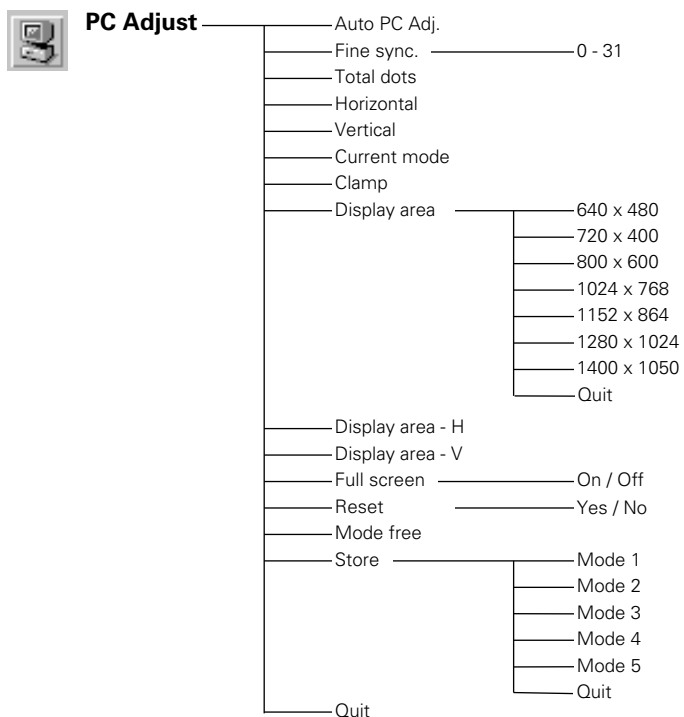 PC Adjust Auto PC Adj.
Fine sync. 0 - 31
Total dots
Horizontal
Vertical
Current mode
Clamp
Display area 640 x 480
720 x 400
800 x 600
1024 x 768
1152 x 864
1280 x 1024
1400 x 1050
Quit
Display area - H
Display area - V
Full screen On / Off
Reset Yes / No
Mode free
Store Mode 1
Mode 2
Mode 3
Mode 4
Mode 5
Quit
Quit